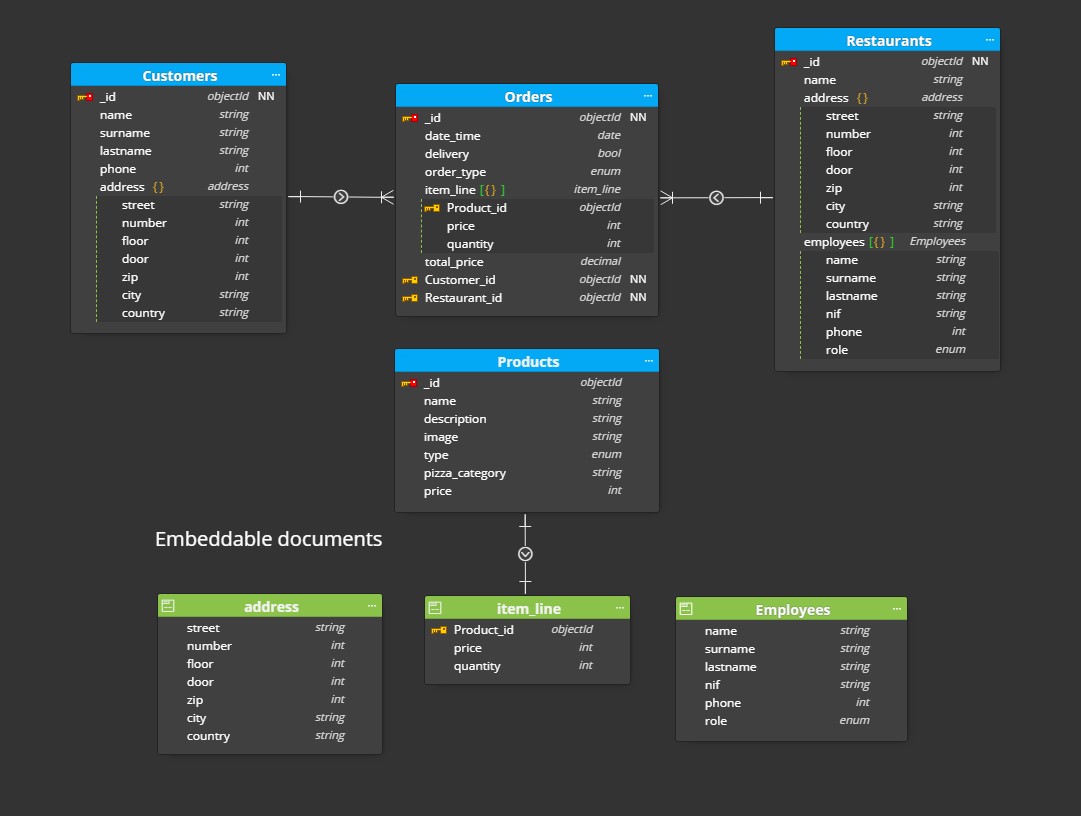 Customers ...
_id objectId NN
name string
surname string
lastname string
phone int
address {} address
street string
number int
floor int
door int
zip int
city string
country string
Orders ...
_id objectId NN
date_time date
delivery bool
order_type enum
item_line [{} ] item_line
Product_id objectId
price int
quantity int
total_price decimal
Customer_id objectId NN
Restaurant_id objectId NN
Restaurants ...
_id objectId NN
name string
address {} address
street string
number int
floor int
door int
zip int
city string
country string
employees [{} ] Employees
name string
surname string
lastname string
nif string
phone int
role enum
Products ...
_id objectId
name string
description string
image string
type enum
pizza_category string
price int
Embeddable documents
address ...
street string
number int
floor int
door int
zip int
city string
country string
item_line ...
Product_id objectId
price int
quantity int
Employees ...
name string
surname string
lastname string
nif string
phone int
role enum